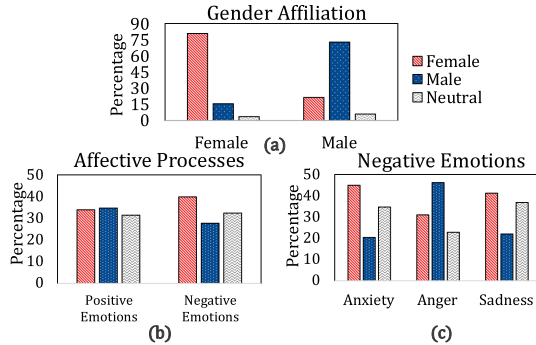 Gender Affiliation
Percentage
90
75
60
45
30
15
0
Female
Male
Female
Male
Neutral
(a)
Affective Processes
Percentage
50
40
30
20
10
0
Positive
Emotions
Negative
Emotions
(b)
Negative Emotions
Percentage
50
40
30
20
10
0
Anxiety
Anger
Sadness
(c)